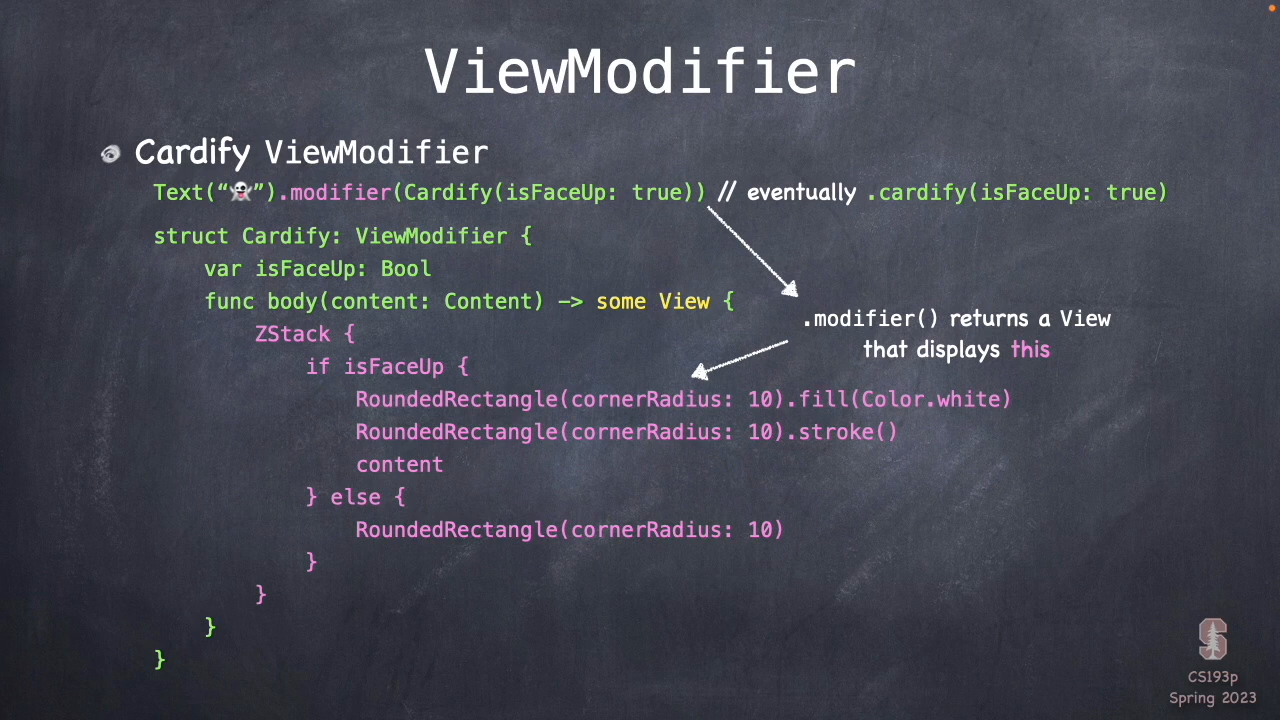 ViewModifier
Cardify ViewModifier
Text(“👻”).modifier(Cardify(isFaceUp: true)) // eventually .cardify(isFaceUp: true)
struct Cardify: ViewModifier {
var isFaceUp: Bool
func body(content: Content) -> some View {
.modifier() returns a View
that displays this
ZStack {
if isFaceUp {
RoundedRectangle(cornerRadius: 10).fill(Color.white)
RoundedRectangle(cornerRadius: 10).stroke()
content
} else {
RoundedRectangle(cornerRadius: 10)
}
}
}
}
S
CS193p
Spring 2023